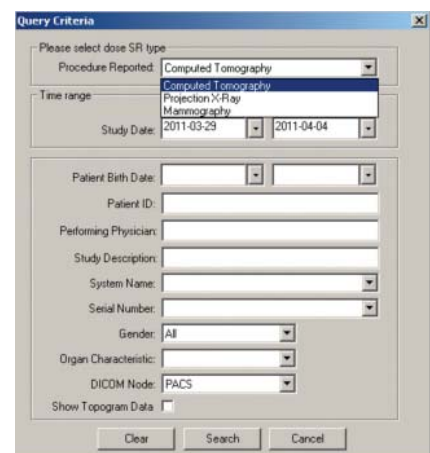 Query Criteria
Please select dose SR type
Procedure Reported: Computed Tomography
Computed Tomography
Projection X-Ray
Mammography
Time range
Study Date: 2011-03-29 2011-04-04
Patient Birth Date:
Patient ID:
Performing Physician:
Study Description:
System Name:
Serial Number:
Gender: All
Organ Characteristic:
DICOM Node: PACS
Show Topogram Data
Clear Search Cancel